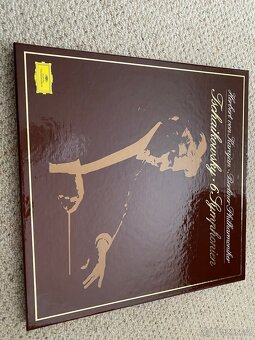 Herbert von Karajan · Berliner Philharmoniker
Tschaikowsky · 6 Symphonien